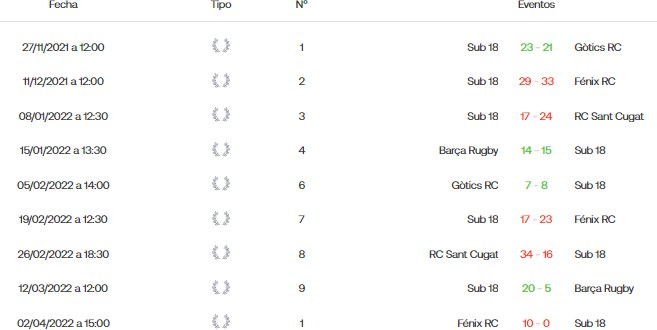 Fecha Tipo Nº Eventos
27/11/2021 a 12:00 1 Sub 18 23 - 21 Gòtics RC
11/12/2021 a 12:00 2 Sub 18 29 - 33 Fénix RC
08/01/2022 a 12:30 3 Sub 18 17 - 24 RC Sant Cugat
15/01/2022 a 13:30 4 Barça Rugby 14 - 15 Sub 18
05/02/2022 a 14:00 6 Gòtics RC 7 - 8 Sub 18
19/02/2022 a 12:30 7 Sub 18 17 - 23 Fénix RC
26/02/2022 a 18:30 8 RC Sant Cugat 34 - 16 Sub 18
12/03/2022 a 12:00 9 Sub 18 20 - 5 Barça Rugby
02/04/2022 a 15:00 1 Fénix RC 10 - 0 Sub 18